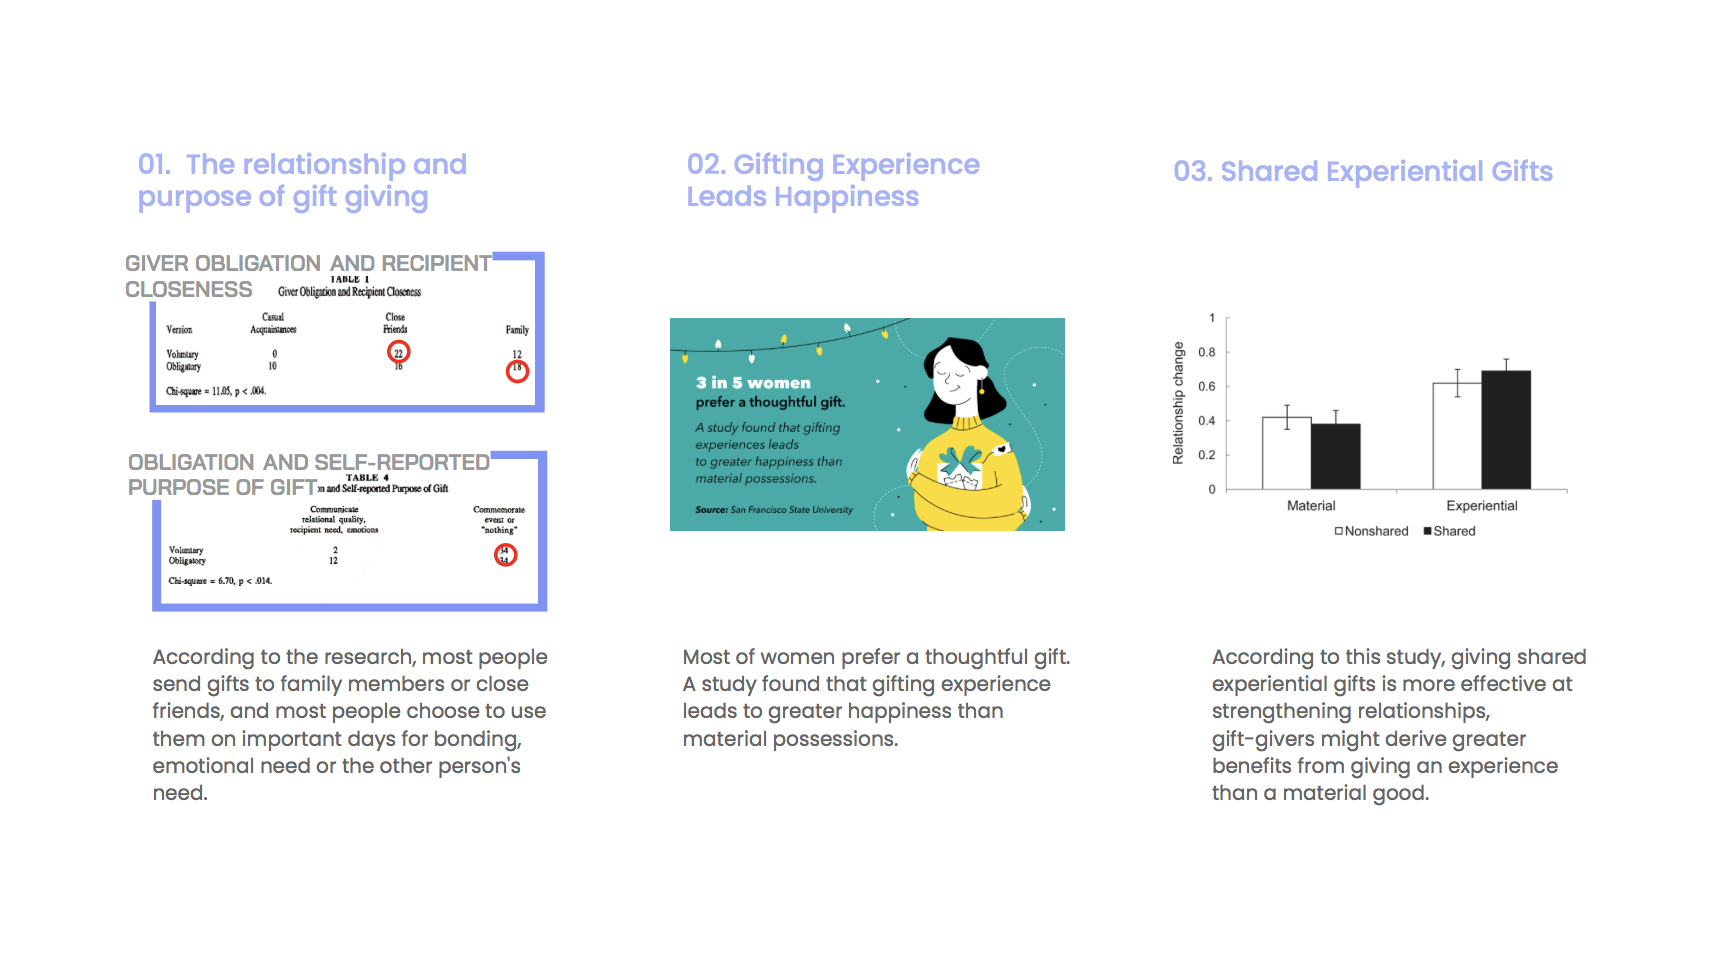 01. The relationship and
purpose of gift giving
GIVER OBLIGATION AND RECIPIENT
CLOSENESS
TABLE 1
Giver Obligation and Recipient Closeness
Casual Close
Version Acquaintances Friends Family
Voluntary 0 22 12
Obligatory 10 16 18
Chi-square = 11.05, p < .004.
OBLIGATION AND SELF-REPORTED
PURPOSE OF GIFT
TABLE 4
and Self-reported Purpose of Gift
Communicate Commemorate
relational quality, event or
recipient need, emotions "nothing"
Voluntary 2 34
Obligatory 12 34
Chi-square = 6.70, p < .014.
According to the research, most people
send gifts to family members or close
friends, and most people choose to use
them on important days for bonding,
emotional need or the other person's
need.
02. Gifting Experience
Leads Happiness
3 in 5 women
prefer a thoughtful gift.
A study found that gifting
experiences leads
to greater happiness than
material possessions.
Source: San Francisco State University
Most of women prefer a thoughtful gift.
A study found that gifting experience
leads to greater happiness than
material possessions.
03. Shared Experiential Gifts
Relationship change
1
0.8
0.6
0.4
0.2
0
Material Experiential
Nonshared Shared
According to this study, giving shared
experiential gifts is more effective at
strengthening relationships,
gift-givers might derive greater
benefits from giving an experience
than a material good.